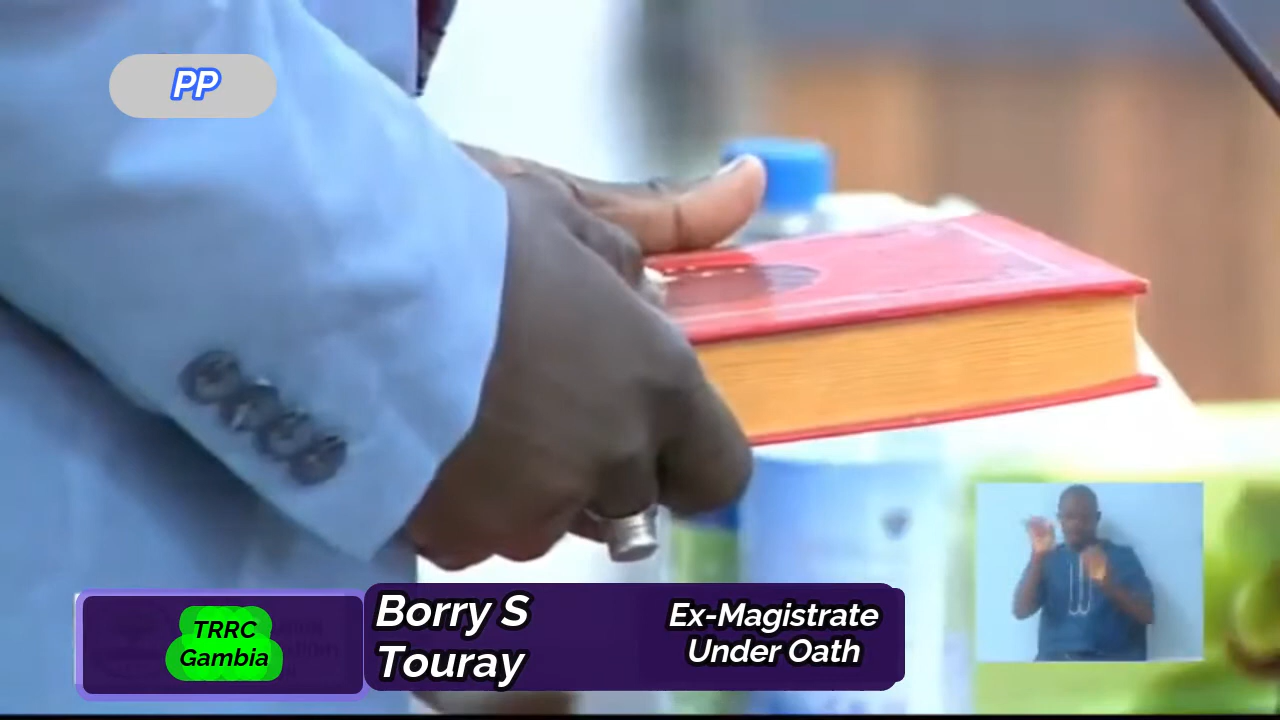 PP
TRRC
Gambia
Borry S
Touray
Ex-Magistrate
Under Oath